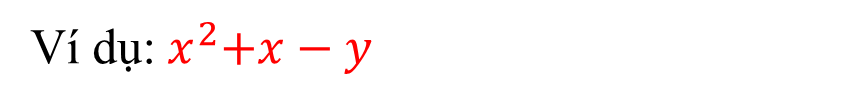 Ví dụ: x²+x − y